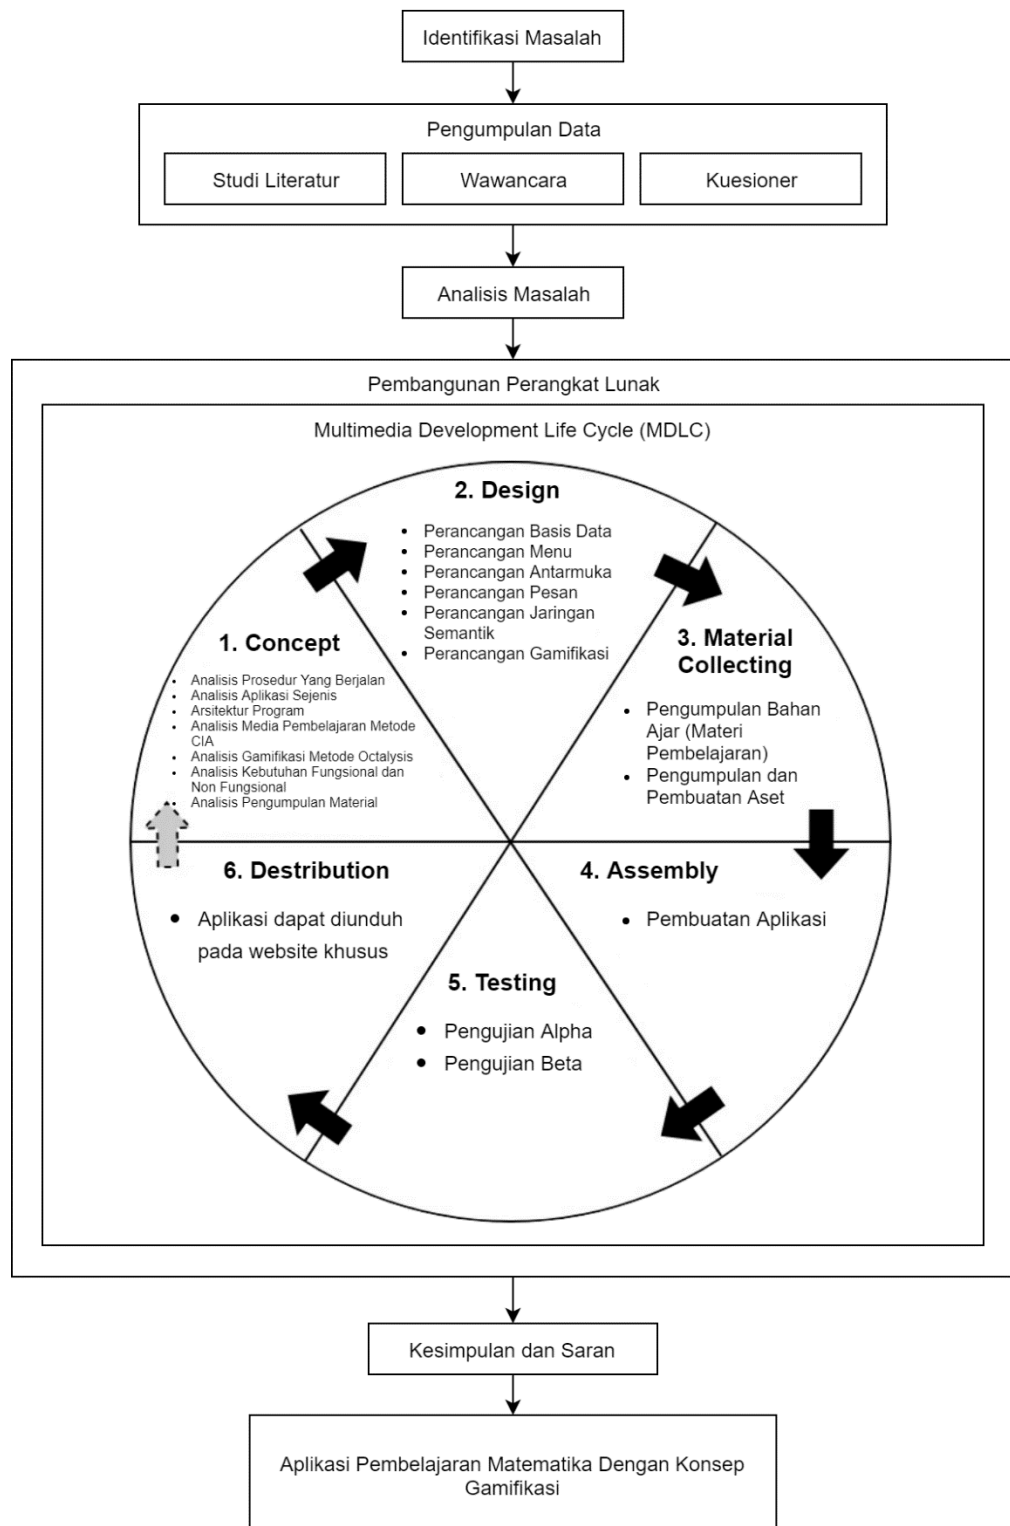 Identifikasi Masalah
Pengumpulan Data
Studi Literatur
Wawancara
Kuesioner
Analisis Masalah
Pembangunan Perangkat Lunak
Multimedia Development Life Cycle (MDLC)
1. Concept
• Analisis Prosedur Yang Berjalan
• Analisis Aplikasi Sejenis
• Arsitektur Program
• Analisis Media Pembelajaran Metode
CIA
• Analisis Gamifikasi Metode Octalysis
• Analisis Kebutuhan Fungsional dan
Non Fungsional
• Analisis Pengumpulan Material
2. Design
• Perancangan Basis Data
• Perancangan Menu
• Perancangan Antarmuka
• Perancangan Pesan
• Perancangan Jaringan
Semantik
• Perancangan Gamifikasi
3. Material
Collecting
• Pengumpulan Bahan
Ajar (Materi
Pembelajaran)
• Pengumpulan dan
Pembuatan Aset
4. Assembly
• Pembuatan Aplikasi
5. Testing
• Pengujian Alpha
• Pengujian Beta
6. Destribution
• Aplikasi dapat diunduh
pada website khusus
Kesimpulan dan Saran
Aplikasi Pembelajaran Matematika Dengan Konsep
Gamifikasi